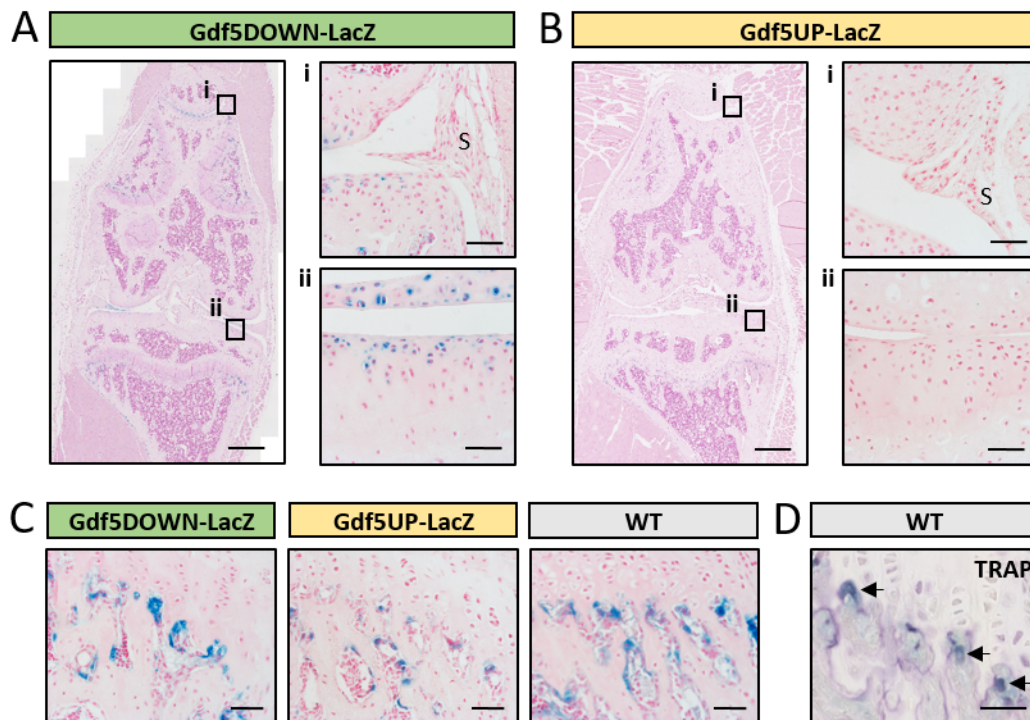 A Gdf5DOWN-LacZ
B Gdf5UP-LacZ
i
i
S
ii
ii
i
i
S
ii
ii
C Gdf5DOWN-LacZ
Gdf5UP-LacZ
WT
D WT
TRAP